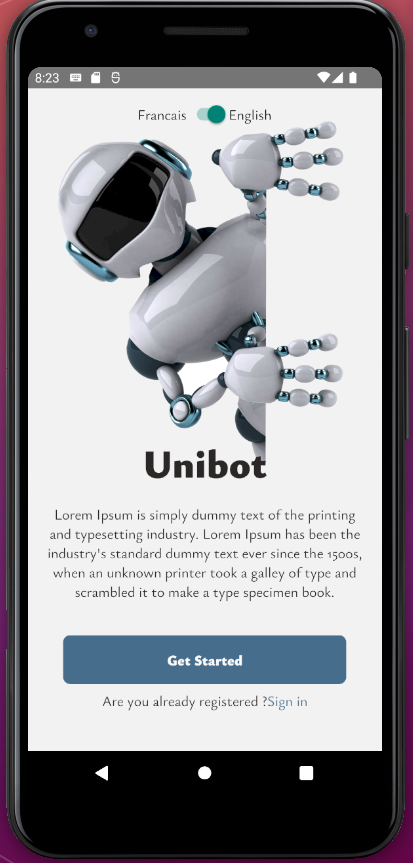 8:23
Francais English
Unibot
Lorem Ipsum is simply dummy text of the printing
and typesetting industry. Lorem Ipsum has been the
industry's standard dummy text ever since the 1500s,
when an unknown printer took a galley of type and
scrambled it to make a type specimen book.
Get Started
Are you already registered ?Sign in